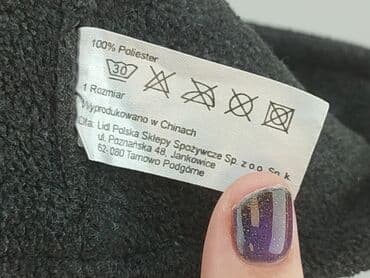 100% Poliester
30
1 Rozmiar
Wyprodukowano w Chinach
Dla: Lidl Polska Sklepy Spożywcze Sp. z o.o. Sp. k.
ul. Poznańska 48, Jankowice
62-080 Tarnowo Podgórne